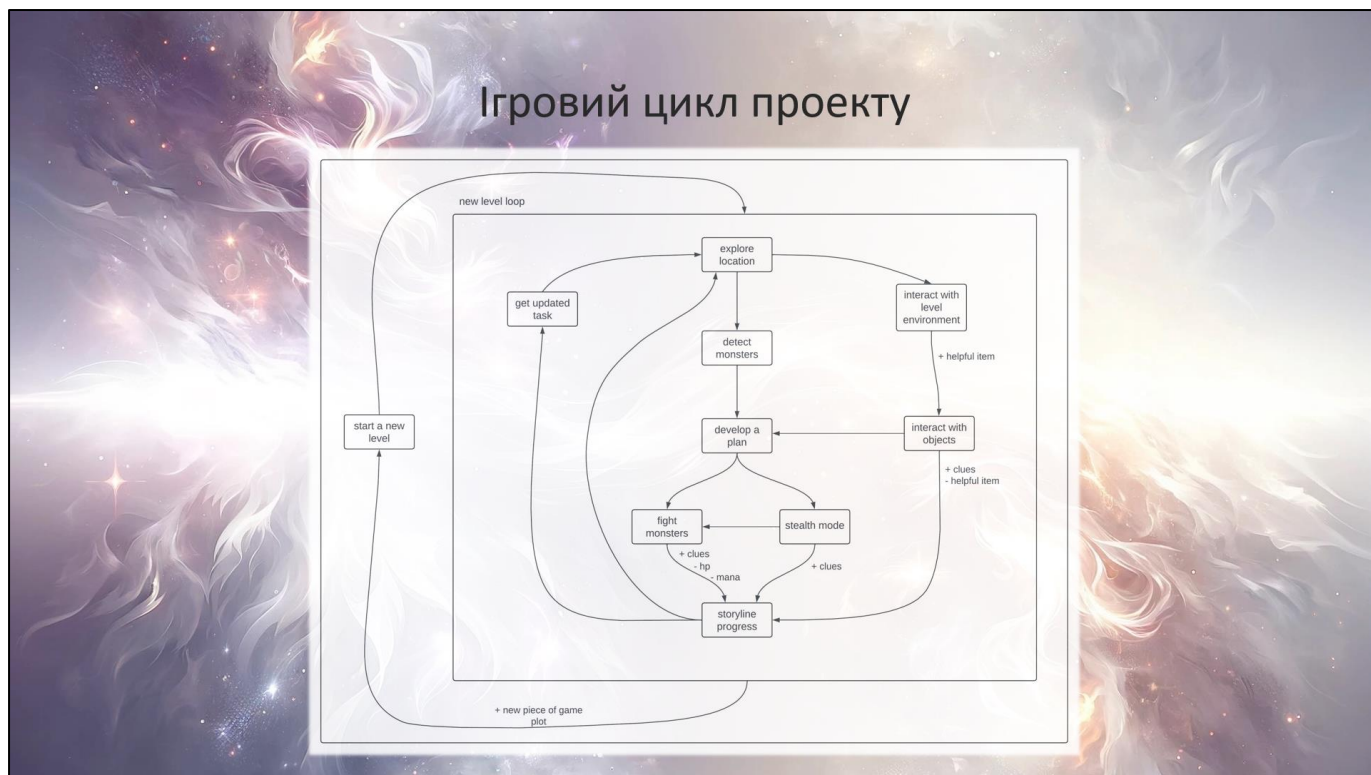 Ігровий цикл проекту
new level loop
explore
location
get updated
task
interact with
level
environment
detect
monsters
+ helpful item
start a new
level
develop a
plan
interact with
objects
+ clues
- helpful item
fight
monsters
stealth mode
+ clues
- hp
- mana
+ clues
storyline
progress
+ new piece of game
plot